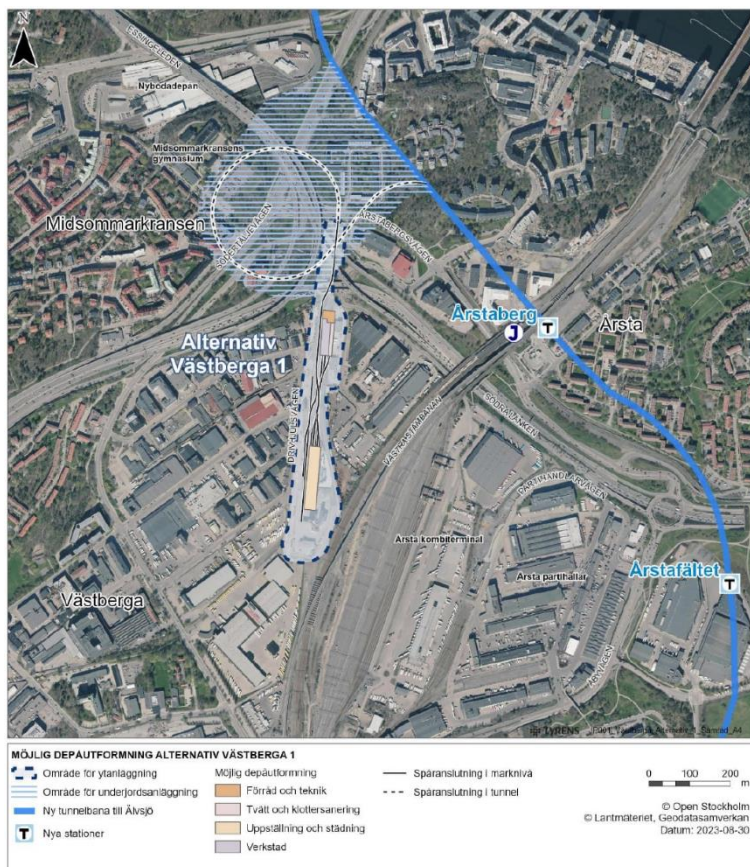 ESSINGELEDEN
Nybodadepån
Midsommarkransens
gymnasium
Midsommarkransen
SÖDERTÄLJEVÄGEN
ÅRSTABERGSVÄGEN
Årstaberg
J
T
Årsta
Alternativ
Västberga 1
DRIVHJULSVÄGEN
VÄSTRA STAMBANAN
SÖDRA LÄNKEN
PARTIHANDLARVÄGEN
Årsta kombiterminal
Årsta partihallar
Årstafältet
T
Västberga
TYRÉNS
MÖJLIG DEPÅUTFORMNING ALTERNATIV VÄSTBERGA 1
Område för ytanläggning
Område för underjordsanläggning
Ny tunnelbana till Älvsjö
T Nya stationer
Möjlig depåutformning
Förråd och teknik
Tvätt och klottersanering
Uppställning och städning
Verkstad
Spåranslutning i marknivå
Spåranslutning i tunnel
0 100 200
m
© Open Stockholm
© Lantmäteriet, Geodatasamverkan
Datum: 2023-08-30